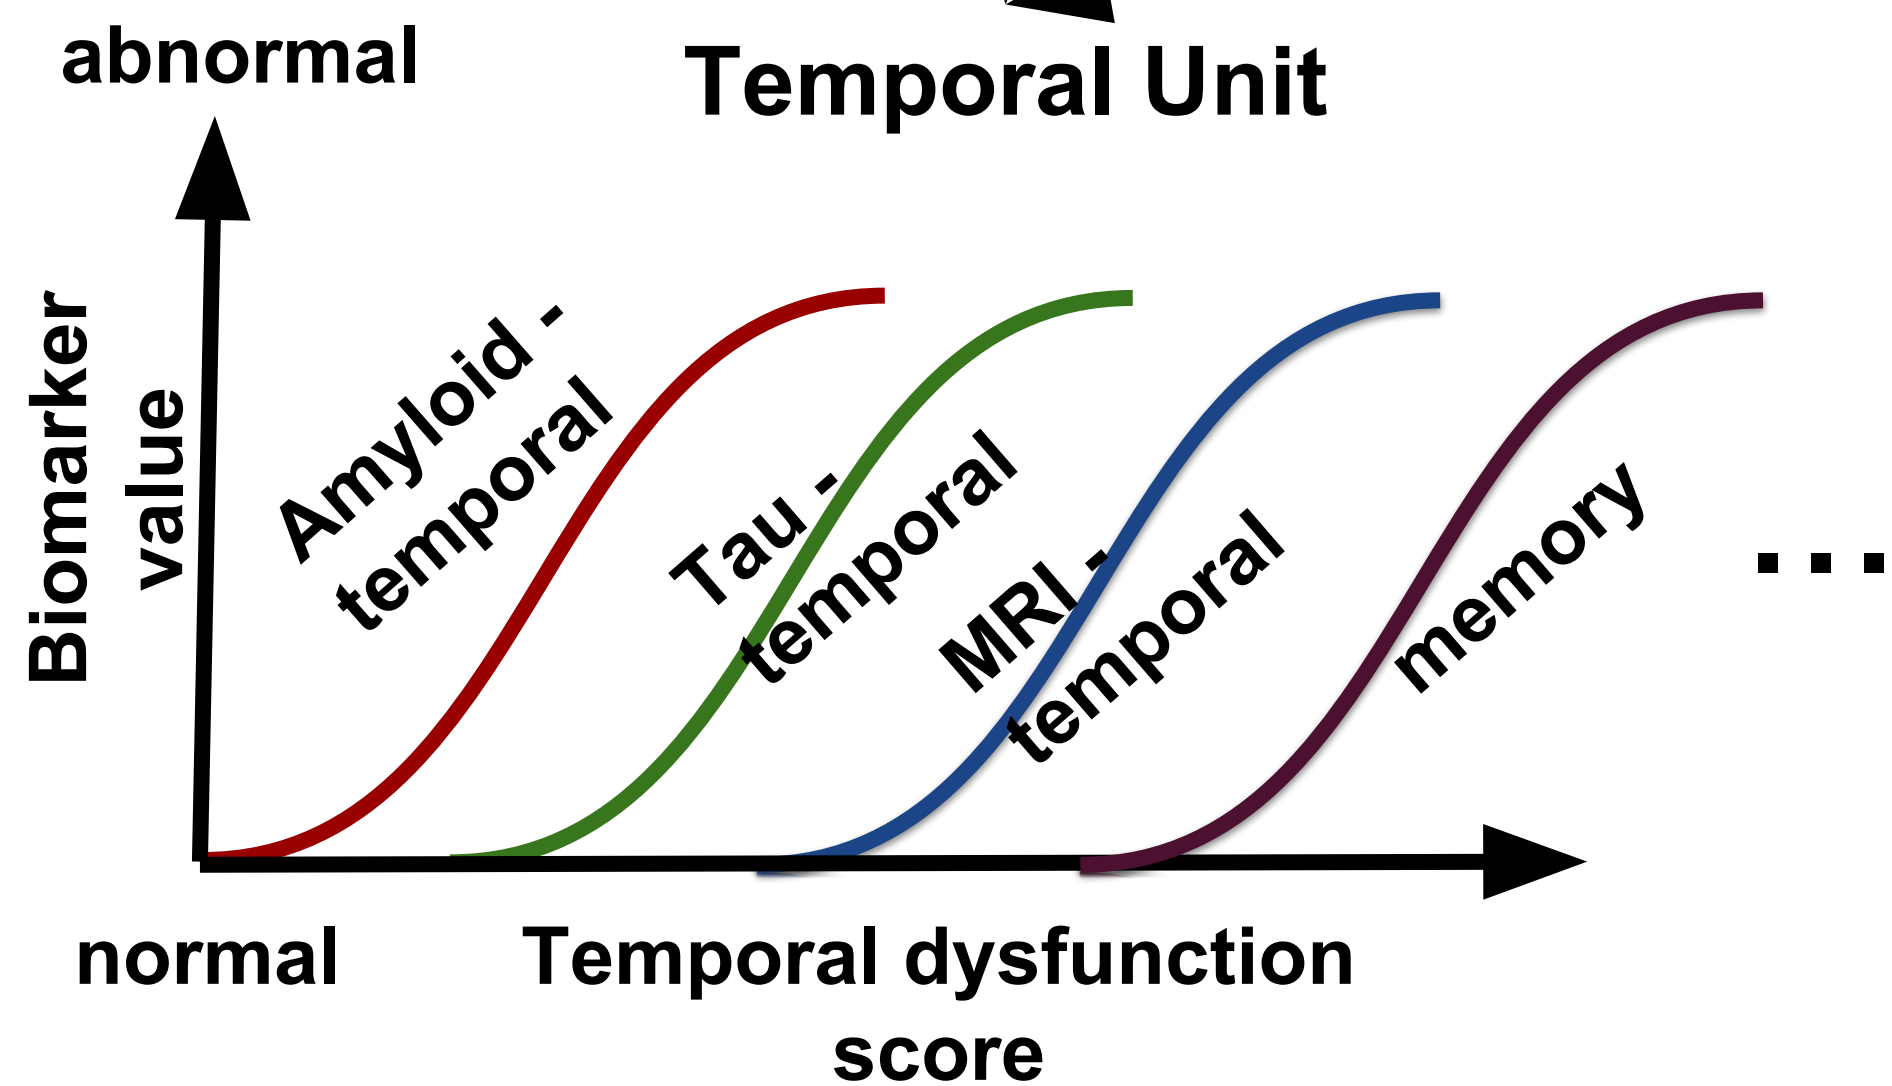 abnormal
Temporal Unit
Biomarker
value
Amyloid -
temporal
Tau -
temporal
MRI -
temporal
memory
...
normal
Temporal dysfunction
score